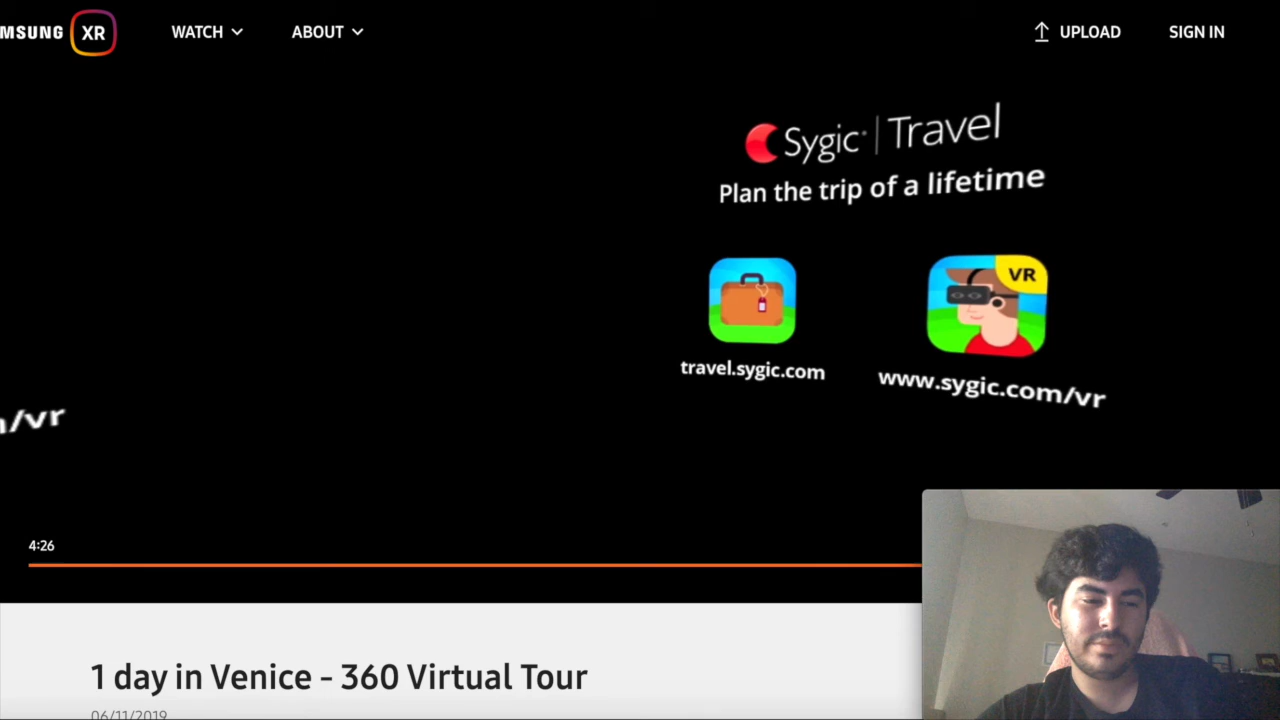 MSUNG XR WATCH ABOUT UPLOAD SIGN IN
Sygic | Travel
Plan the trip of a lifetime
VR
travel.sygic.com
www.sygic.com/vr
/vr
4:26
1 day in Venice - 360 Virtual Tour
06/11/2019